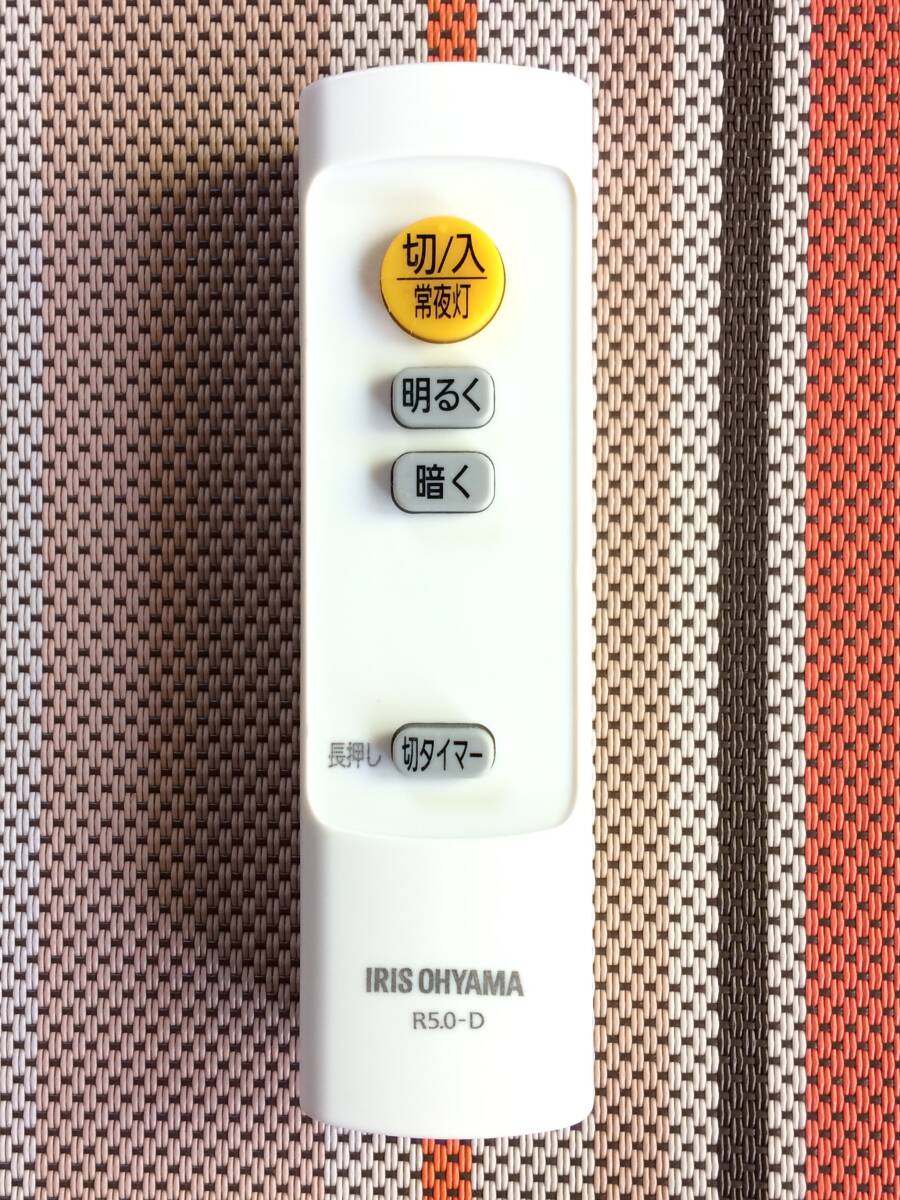 切/入
常夜灯
明るく
暗く
長押し 切タイマー
IRIS OHYAMA
R5.0-D